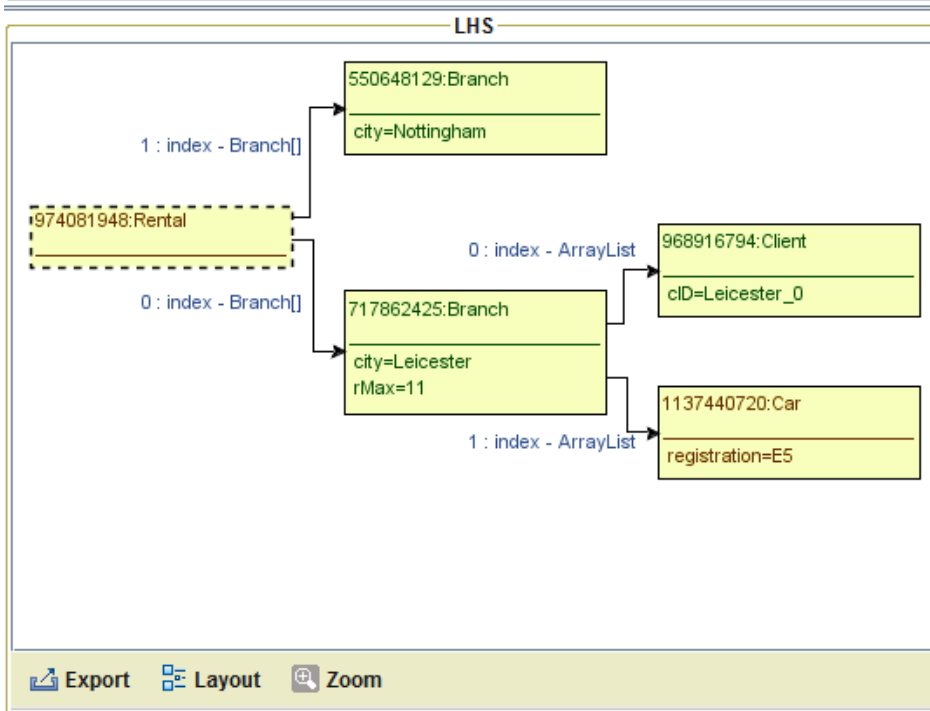 LHS
550648129:Branch
city=Nottingham
1 : index - Branch[]
974081948:Rental
0 : index - Branch[]
717862425:Branch
city=Leicester
rMax=11
0 : index - ArrayList
968916794:Client
cID=Leicester_0
1137440720:Car
registration=E5
1 : index - ArrayList
Export Layout Zoom